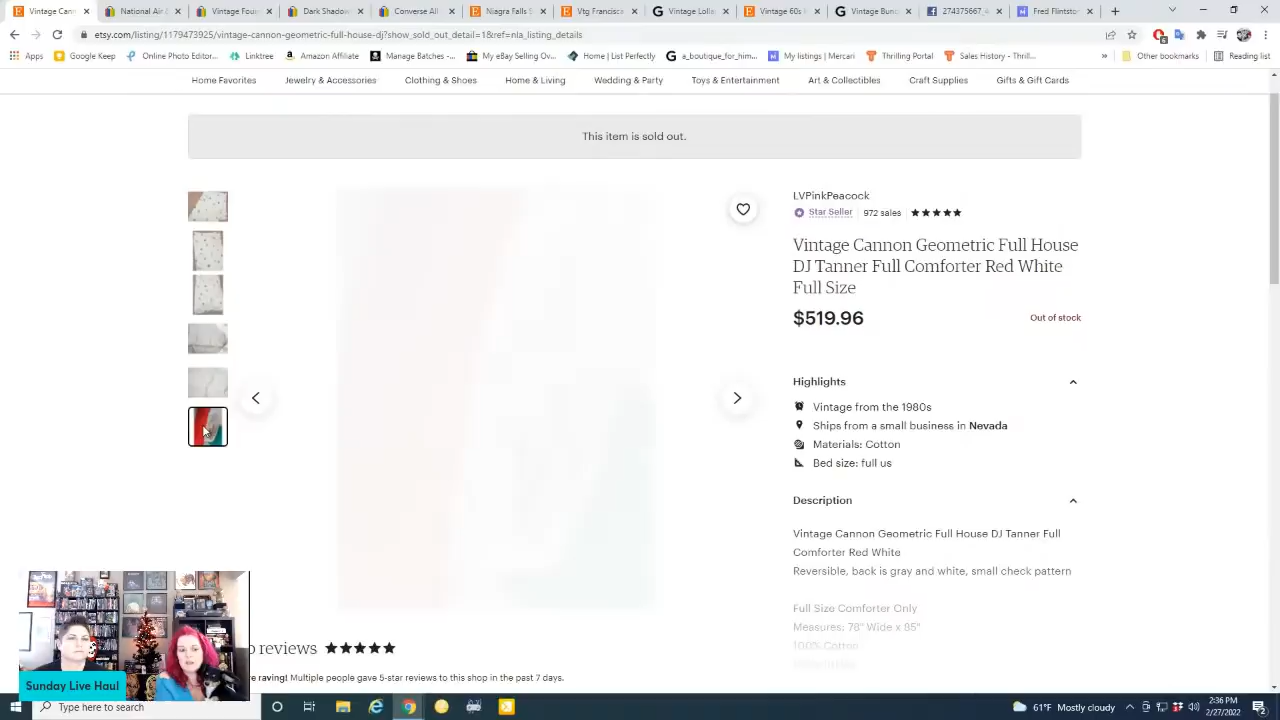 Vintage Cann
National Air
Vintage Fou
Dark Shadow
Converse All
Niagra Falls S
Vtg Francisc
Vintage Lolli
Vintage 60s
Vintage Bun
274375667_4
Fred Flintsto
etsy.com/listing/1179473925/vintage-cannon-geometric-full-house-dj?show_sold_out_detail=1&ref=nla_listing_details
Apps
Google Keep
Online Photo Editor...
Linktree
Amazon Affiliate
Manage Batches -...
My eBay Selling Ov...
Home | List Perfectly
a_boutique_for_him...
My Listings | Mercari
Thrilling Portal
Sales History - Thrill...
»
Other bookmarks
Reading list
Home Favorites
Jewelry & Accessories
Clothing & Shoes
Home & Living
Wedding & Party
Toys & Entertainment
Art & Collectibles
Craft Supplies
Gifts & Gift Cards
This item is sold out.
LVPinkPeacock
Star Seller 972 sales ★★★★★
Vintage Cannon Geometric Full House
DJ Tanner Full Comforter Red White
Full Size
$519.96
Out of stock
Highlights
Vintage from the 1980s
Ships from a small business in Nevada
Materials: Cotton
Bed size: full us
Description
Vintage Cannon Geometric Full House DJ Tanner Full
Comforter Red White
Reversible, back is gray and white, small check pattern
Full Size Comforter Only
Measures: 78" Wide x 85"
100% Cotton
reviews ★★★★★
raving! Multiple people gave 5-star reviews to this shop in the past 7 days.
Sunday Live Haul
Type here to search
61°F Mostly cloudy
2:36 PM
2/27/2022
2